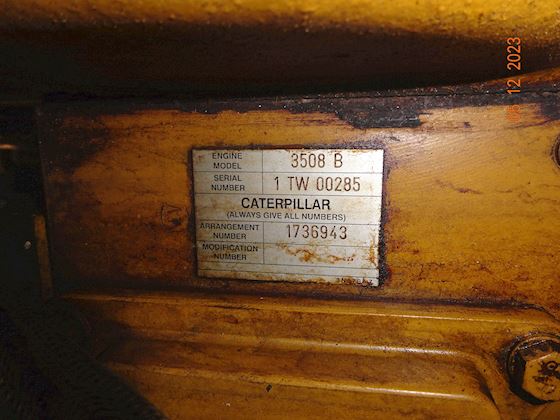 ENGINE MODEL 3508 B
SERIAL NUMBER 1 TW 00285
CATERPILLAR
(ALWAYS GIVE ALL NUMBERS)
ARRANGEMENT NUMBER 1736943
MODIFICATION NUMBER
12 2023